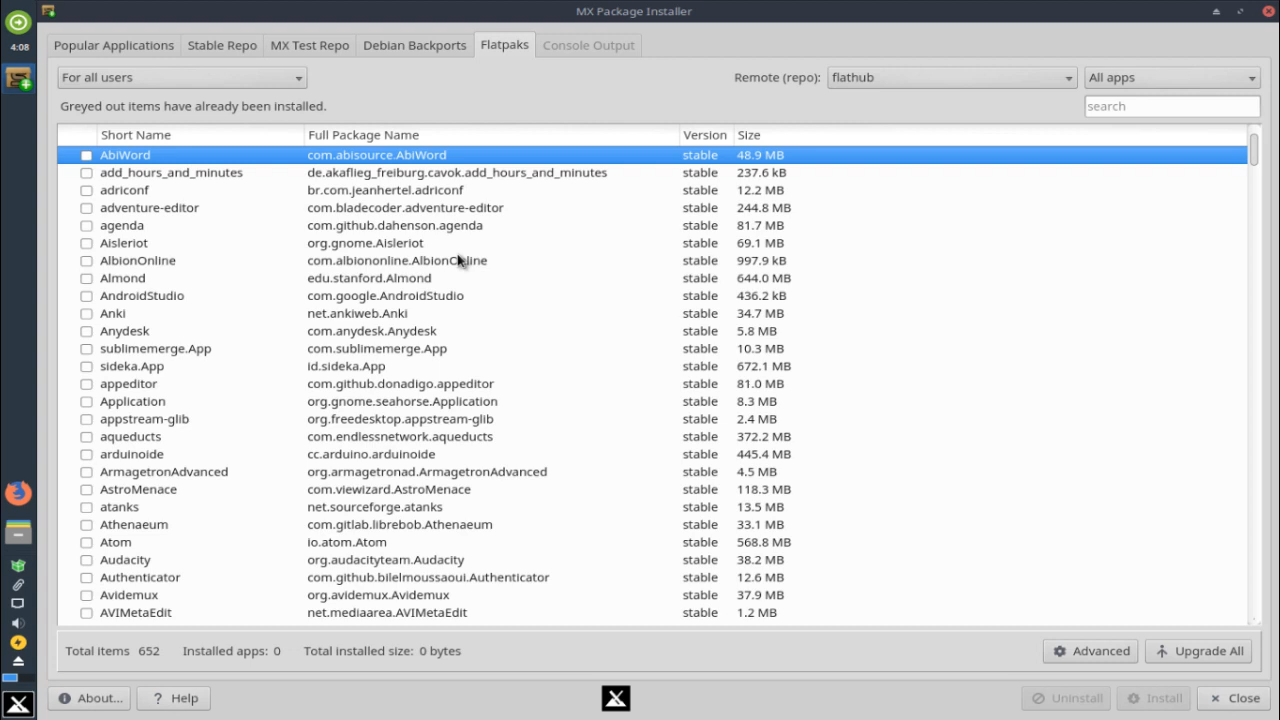 MX Package Installer
4:08
Popular Applications Stable Repo MX Test Repo Debian Backports Flatpaks Console Output
For all users Remote (repo): flathub All apps
Greyed out items have already been installed. search
Short Name Full Package Name Version Size
AbiWord com.abisource.AbiWord stable 48.9 MB
add_hours_and_minutes de.akaflieg_freiburg.cavok.add_hours_and_minutes stable 237.6 kB
adriconf br.com.jeanhertel.adriconf stable 12.2 MB
adventure-editor com.bladecoder.adventure-editor stable 244.8 MB
agenda com.github.dahenson.agenda stable 81.7 MB
Aisleriot org.gnome.Aisleriot stable 69.1 MB
AlbionOnline com.albiononline.AlbionOnline stable 997.9 kB
Almond edu.stanford.Almond stable 644.0 MB
AndroidStudio com.google.AndroidStudio stable 436.2 kB
Anki net.ankiweb.Anki stable 34.7 MB
Anydesk com.anydesk.Anydesk stable 5.8 MB
sublimemerge.App com.sublimemerge.App stable 10.3 MB
sideka.App id.sideka.App stable 672.1 MB
appeditor com.github.donadigo.appeditor stable 81.0 MB
Application org.gnome.seahorse.Application stable 8.3 MB
appstream-glib org.freedesktop.appstream-glib stable 2.4 MB
aqueducts com.endlessnetwork.aqueducts stable 372.2 MB
arduinoide cc.arduino.arduinoide stable 445.4 MB
ArmagetronAdvanced org.armagetronad.ArmagetronAdvanced stable 4.5 MB
AstroMenace com.viewizard.AstroMenace stable 118.3 MB
atanks net.sourceforge.atanks stable 13.5 MB
Athenaeum com.gitlab.librebob.Athenaeum stable 33.1 MB
Atom io.atom.Atom stable 568.8 MB
Audacity org.audacityteam.Audacity stable 38.2 MB
Authenticator com.github.bilelmoussaoui.Authenticator stable 12.6 MB
Avidemux org.avidemux.Avidemux stable 37.9 MB
AVIMetaEdit net.mediaarea.AVIMetaEdit stable 1.2 MB
Total items 652 Installed apps: 0 Total installed size: 0 bytes Advanced Upgrade All
About... Help Uninstall Install Close